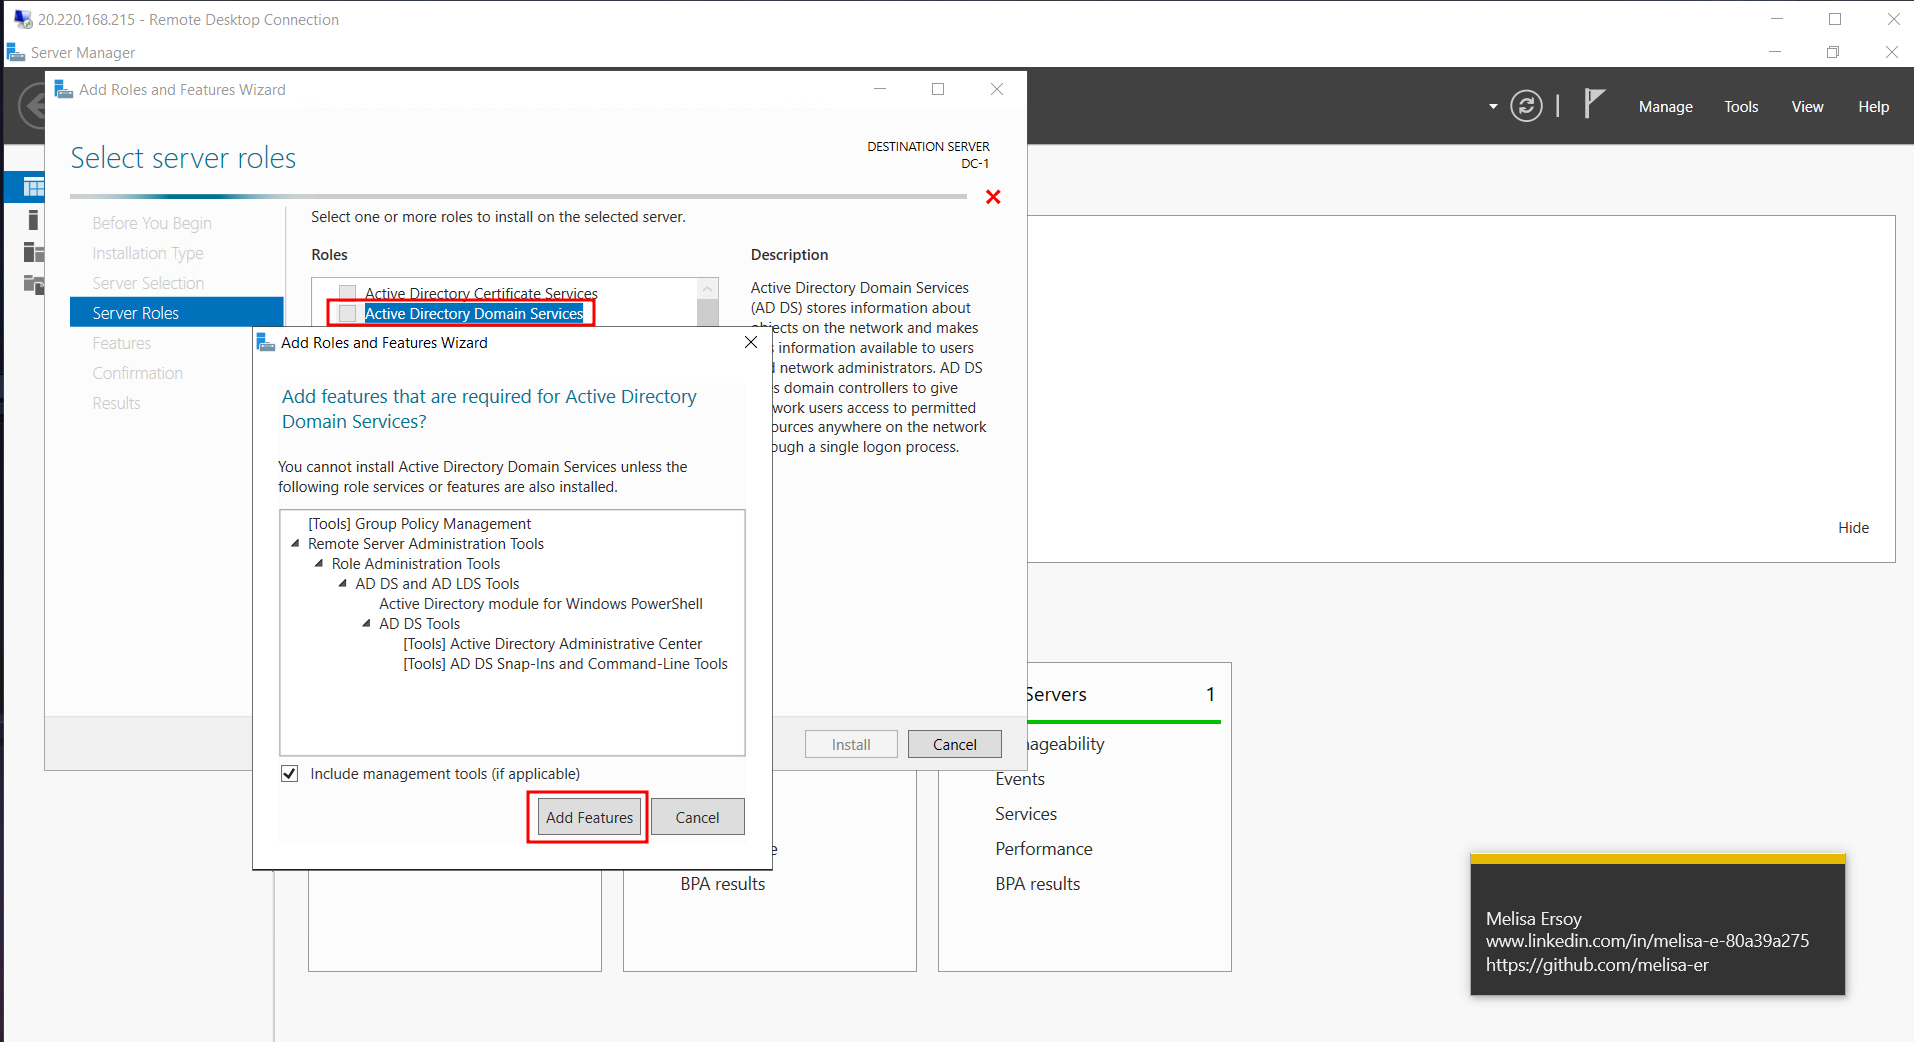 20.220.168.215 - Remote Desktop Connection
Server Manager
Manage
Tools
View
Help
Add Roles and Features Wizard
Select server roles
DESTINATION SERVER
DC-1
Before You Begin
Installation Type
Server Selection
Server Roles
Features
Confirmation
Results
Select one or more roles to install on the selected server.
Roles
Active Directory Certificate Services
Active Directory Domain Services
Description
Active Directory Domain Services
(AD DS) stores information about
objects on the network and makes
information available to users
network administrators. AD DS
domain controllers to give
work users access to permitted
ources anywhere on the network
ough a single logon process.
Add Roles and Features Wizard
Add features that are required for Active Directory
Domain Services?
You cannot install Active Directory Domain Services unless the
following role services or features are also installed.
[Tools] Group Policy Management
Remote Server Administration Tools
Role Administration Tools
AD DS and AD LDS Tools
Active Directory module for Windows PowerShell
AD DS Tools
[Tools] Active Directory Administrative Center
[Tools] AD DS Snap-Ins and Command-Line Tools
Include management tools (if applicable)
Add Features
Cancel
Install
Cancel
Hide
Servers 1
nageability
Events
Services
Performance
BPA results
BPA results
Melisa Ersoy
www.linkedin.com/in/melisa-e-80a39a275
https://github.com/melisa-er